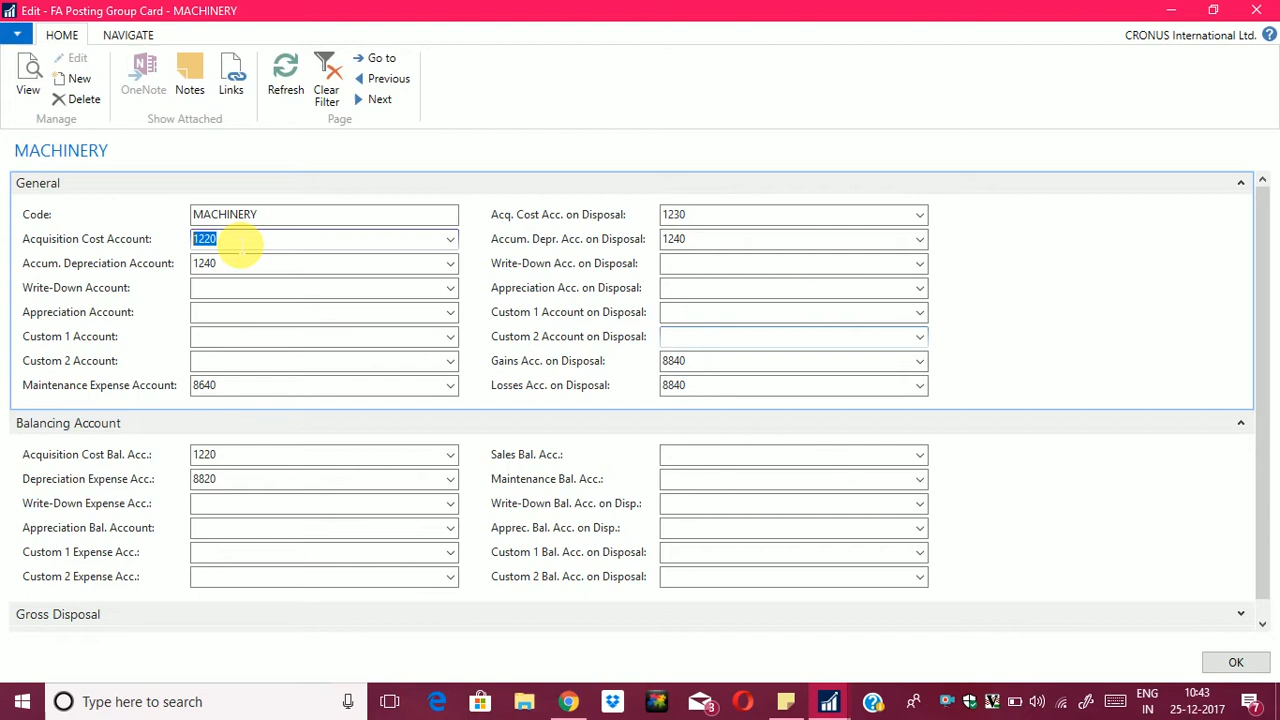 Edit - FA Posting Group Card - MACHINERY
HOME NAVIGATE CRONUS International Ltd.
View Edit New Delete Manage
OneNote Notes Links Show Attached
Refresh Clear Filter Go to Previous Next Page
MACHINERY
General
Code: MACHINERY Acq. Cost Acc. on Disposal: 1230
Acquisition Cost Account: 1220 Accum. Depr. Acc. on Disposal: 1240
Accum. Depreciation Account: 1240 Write-Down Acc. on Disposal:
Write-Down Account: Appreciation Acc. on Disposal:
Appreciation Account: Custom 1 Account on Disposal:
Custom 1 Account: Custom 2 Account on Disposal:
Custom 2 Account: Gains Acc. on Disposal: 8840
Maintenance Expense Account: 8640 Losses Acc. on Disposal: 8840
Balancing Account
Acquisition Cost Bal. Acc.: 1220 Sales Bal. Acc.:
Depreciation Expense Acc.: 8820 Maintenance Bal. Acc.:
Write-Down Expense Acc.: Write-Down Bal. Acc. on Disp.:
Appreciation Bal. Account: Apprec. Bal. Acc. on Disp.:
Custom 1 Expense Acc.: Custom 1 Bal. Acc. on Disposal:
Custom 2 Expense Acc.: Custom 2 Bal. Acc. on Disposal:
Gross Disposal
OK
Type here to search 3 ENG 10:43
IN 25-12-2017 7